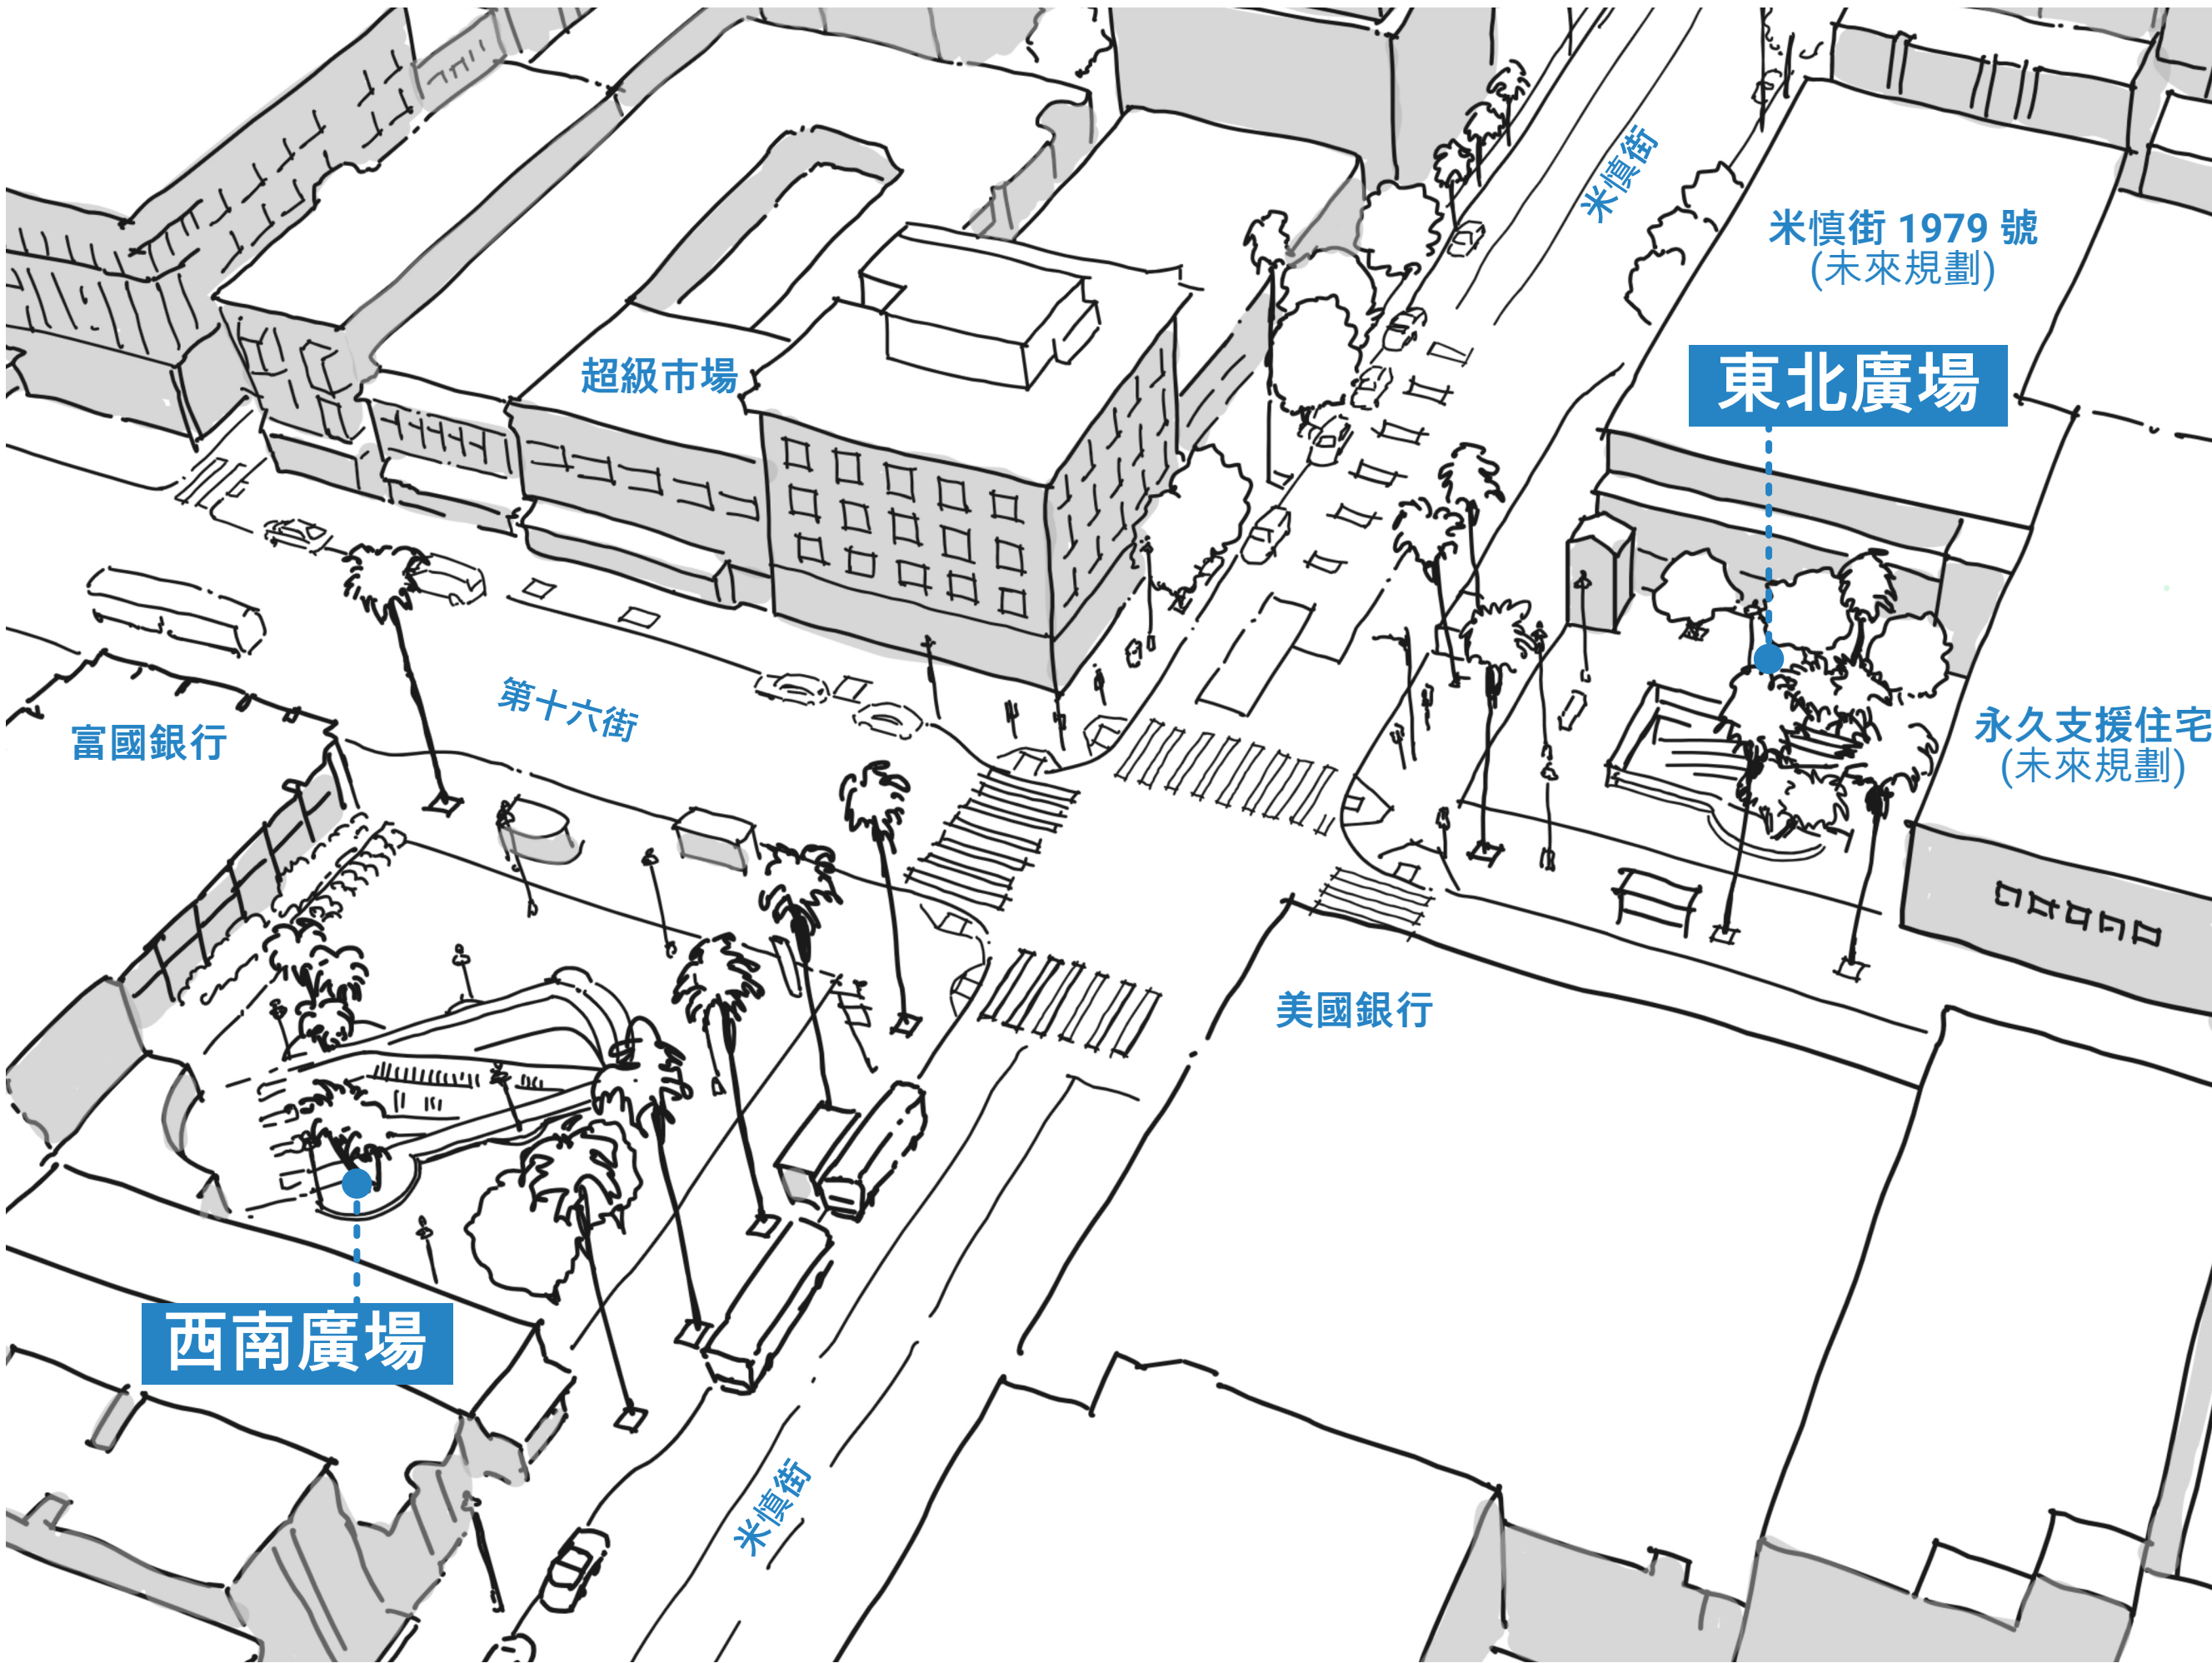 米慎街
米慎街 1979 號
(未來規劃)
東北廣場
超級市場
第十六街
富國銀行
永久支援住宅
(未來規劃)
美國銀行
西南廣場
米慎街